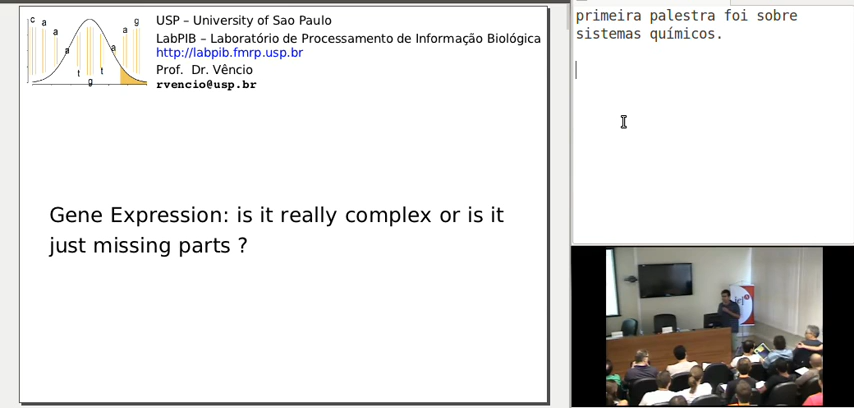 c a a a t g t a a g
USP – University of Sao Paulo
LabPIB – Laboratório de Processamento de Informação Biológica
http://labpib.fmrp.usp.br
Prof. Dr. Vêncio
rvencio@usp.br
Gene Expression: is it really complex or is it
just missing parts ?
primeira palestra foi sobre
sistemas químicos.